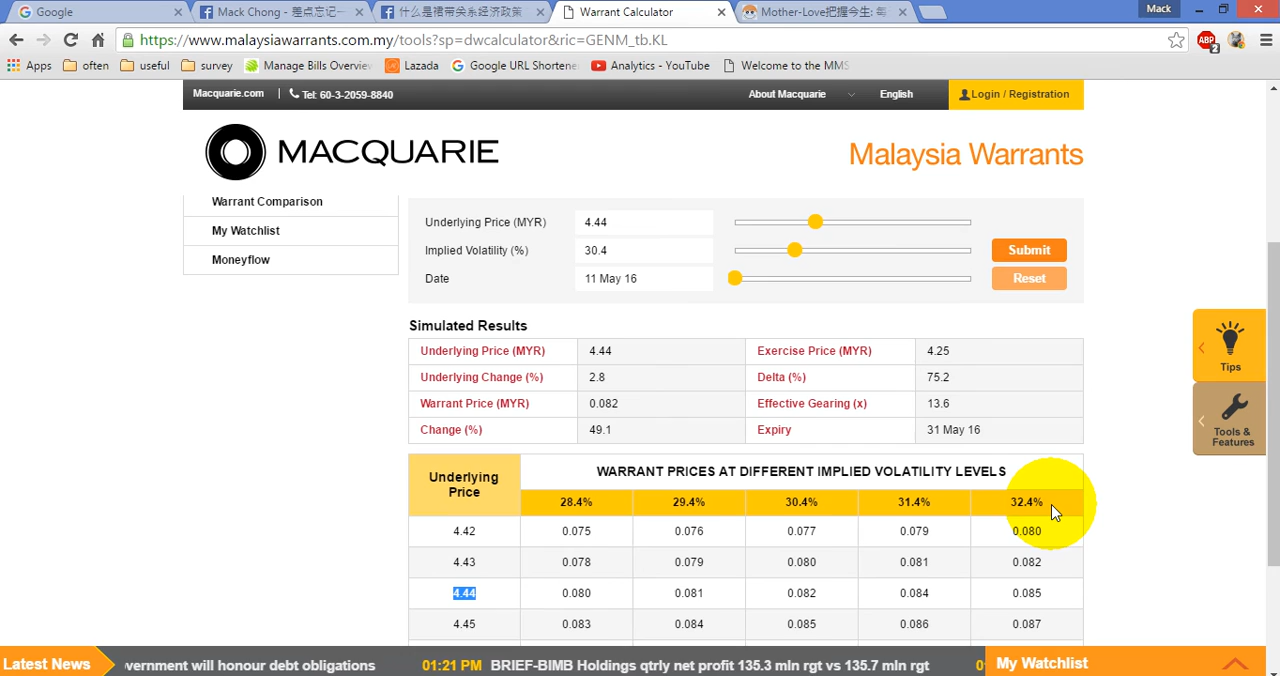 Google
Mack Chong - 差点忘记一
什么是裙带关系经济政策
Warrant Calculator
Mother-Love把握今生: 每
Mack
https://www.malaysiawarrants.com.my/tools?sp=dwcalculator&ric=GENM_tb.KL
ABP
2
Apps
often
useful
survey
Manage Bills Overvi
Lazada
Google URL Shortene
Analytics - YouTube
Welcome to the MMS
Macquarie.com
Tel: 60-3-2059-8840
About Macquarie
English
Login / Registration
MACQUARIE
Malaysia Warrants
Warrant Comparison
My Watchlist
Moneyflow
Underlying Price (MYR) 4.44
Implied Volatility (%) 30.4
Submit
Date 11 May 16
Reset
Simulated Results
Underlying Price (MYR) 4.44 Exercise Price (MYR) 4.25
Underlying Change (%) 2.8 Delta (%) 75.2
Warrant Price (MYR) 0.082 Effective Gearing (x) 13.6
Change (%) 49.1 Expiry 31 May 16
Underlying
Price
WARRANT PRICES AT DIFFERENT IMPLIED VOLATILITY LEVELS
28.4% 29.4% 30.4% 31.4% 32.4%
4.42 0.075 0.076 0.077 0.079 0.080
4.43 0.078 0.079 0.080 0.081 0.082
4.44 0.080 0.081 0.082 0.084 0.085
4.45 0.083 0.084 0.085 0.086 0.087
Tips
Tools &
Features
Latest News
vernment will honour debt obligations
01:21 PM BRIEF-BIMB Holdings qtrly net profit 135.3 mln rgt vs 135.7 mln rgt
My Watchlist